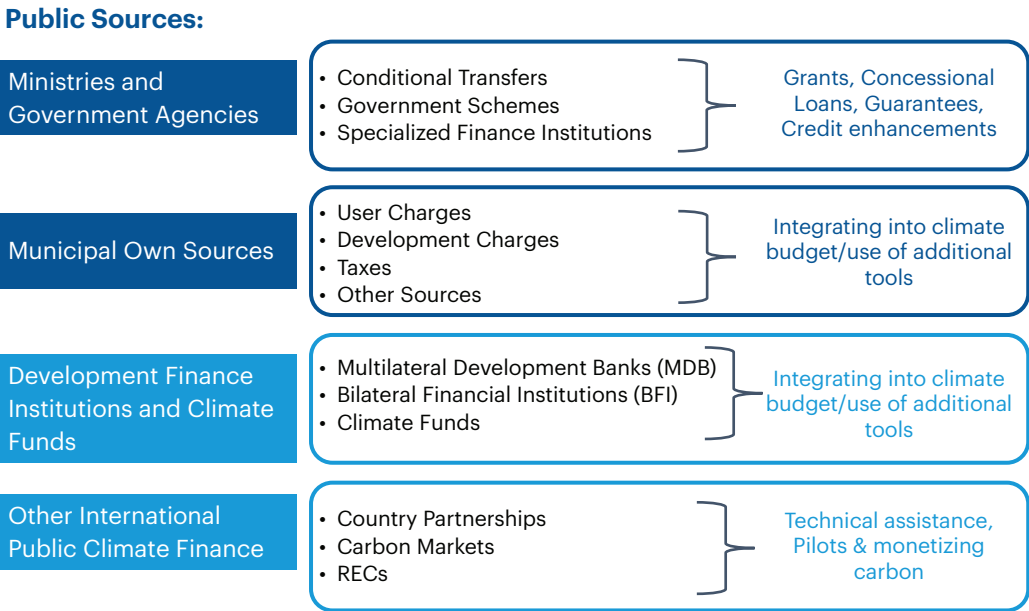 Public Sources:
Ministries and
Government Agencies
• Conditional Transfers
• Government Schemes
• Specialized Finance Institutions
Grants, Concessional
Loans, Guarantees,
Credit enhancements
Municipal Own Sources
• User Charges
• Development Charges
• Taxes
• Other Sources
Integrating into climate
budget/use of additional
tools
Development Finance
Institutions and Climate
Funds
• Multilateral Development Banks (MDB)
• Bilateral Financial Institutions (BFI)
• Climate Funds
Integrating into climate
budget/use of additional
tools
Other International
Public Climate Finance
• Country Partnerships
• Carbon Markets
• RECs
Technical assistance,
Pilots & monetizing
carbon